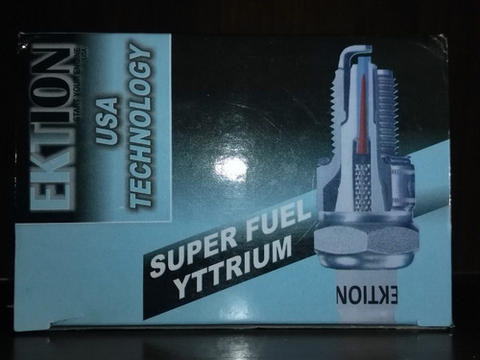 EKTION
START YOUR ENGINE
USA
TECHNOLOGY
SUPER FUEL
YTTRIUM
EKTION